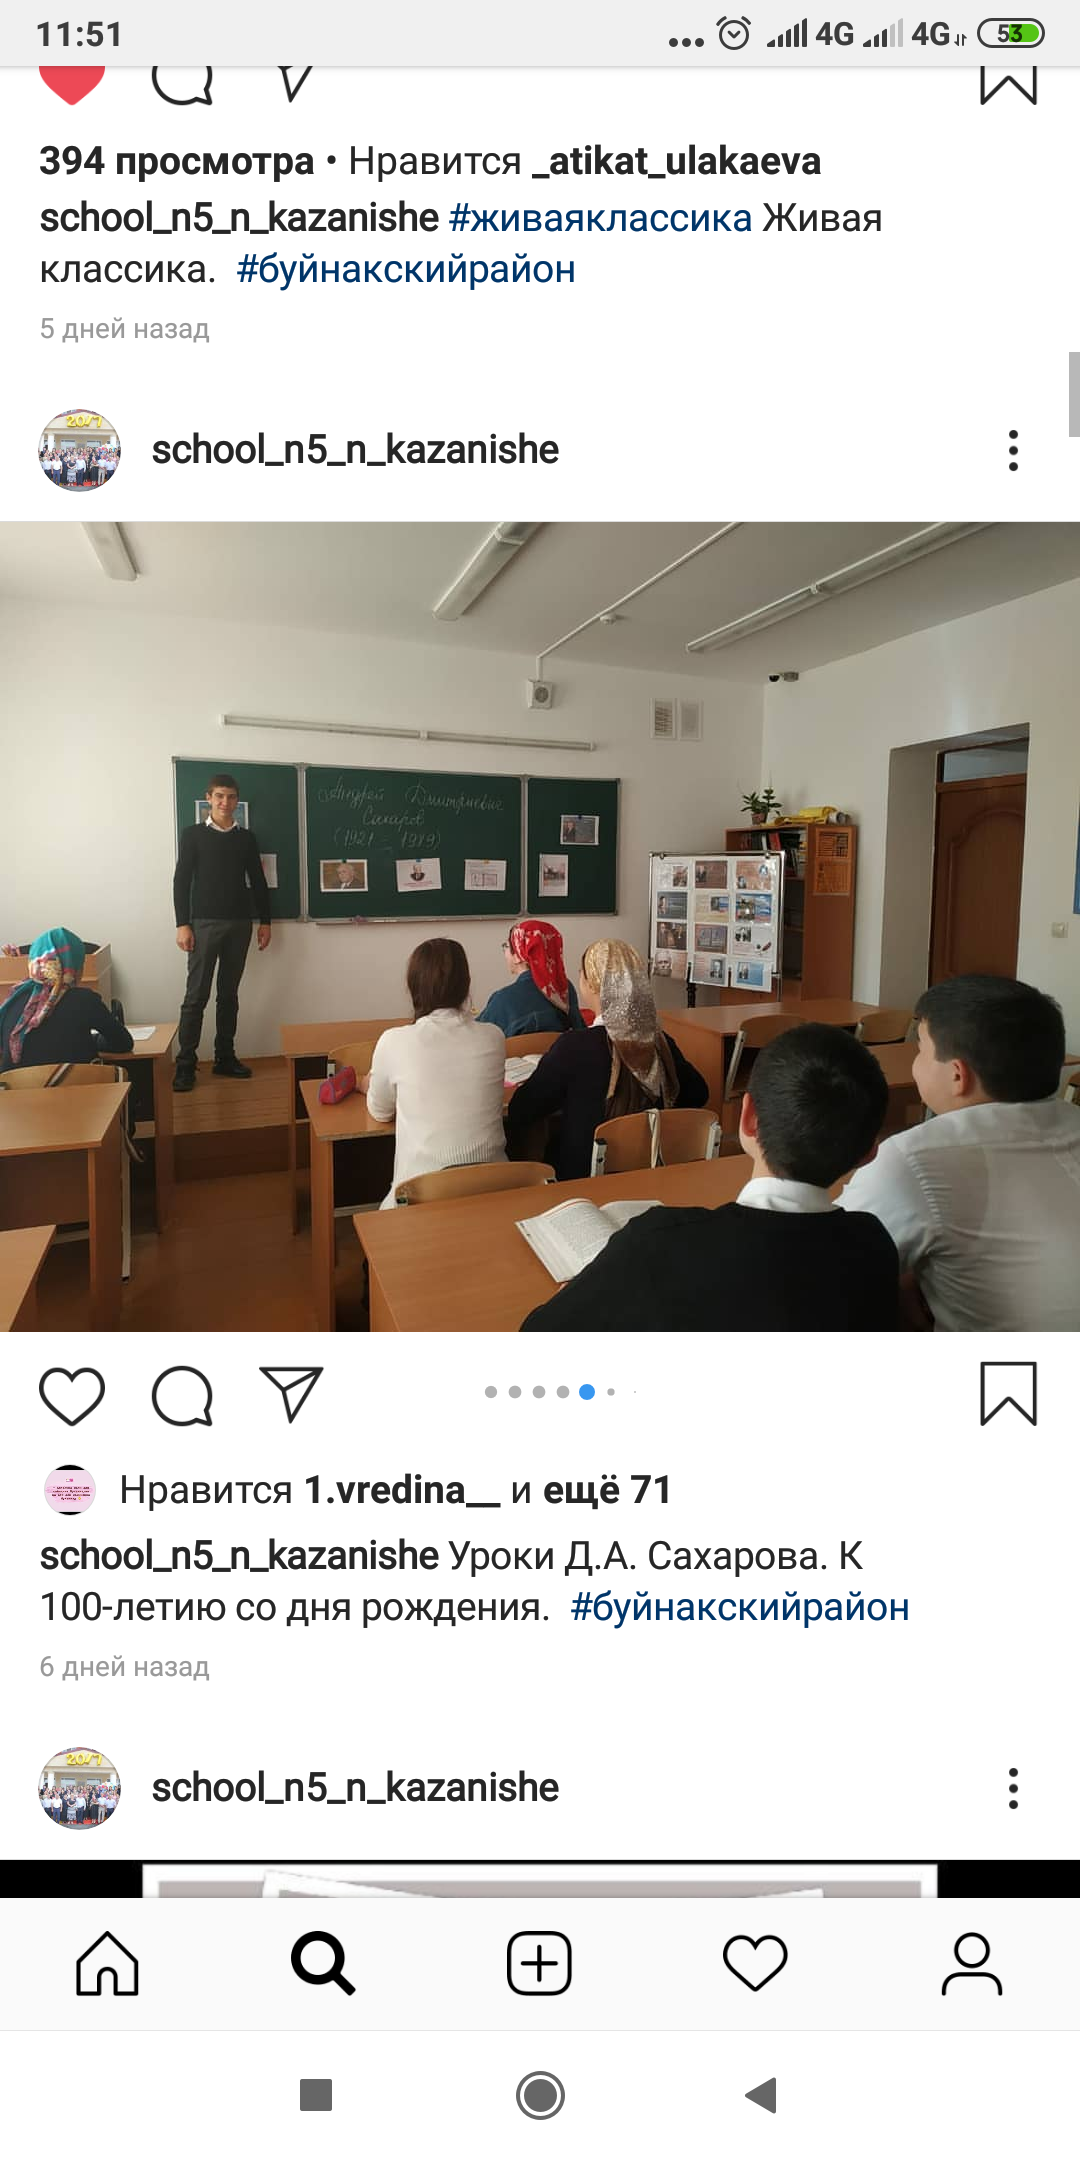 11:51
4G 4G 53
394 просмотра • Нравится _atikat_ulakaeva
school_n5_n_kazanishe #живаяклассика Живая
классика. #буйнакскийрайон
5 дней назад
school_n5_n_kazanishe
Андрей Дмитриевич
Сахаров
(1921 - 1989)
Нравится 1.vredina__ и ещё 71
school_n5_n_kazanishe Уроки Д.А. Сахарова. К
100-летию со дня рождения. #буйнакскийрайон
6 дней назад
school_n5_n_kazanishe